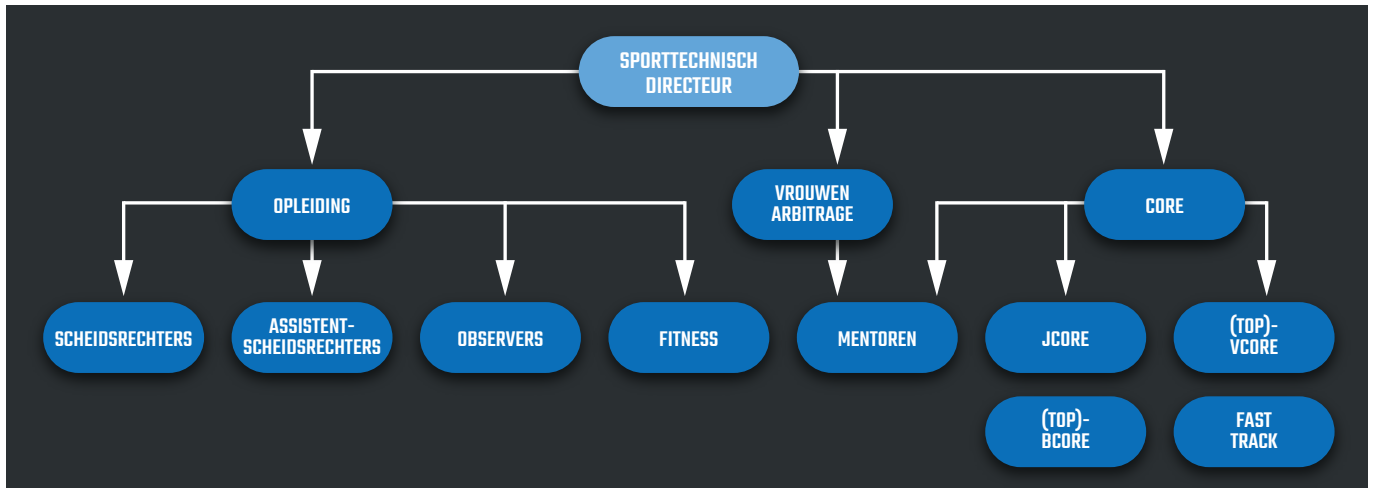 SPORTTECHNISCH
DIRECTEUR
OPLEIDING
VROUWEN
ARBITRAGE
CORE
SCHEIDSRECHTERS
ASSISTENT-
SCHEIDSRECHTERS
OBSERVERS
FITNESS
MENTOREN
JCORE
(TOP)-
VCORE
(TOP)-
BCORE
FAST
TRACK